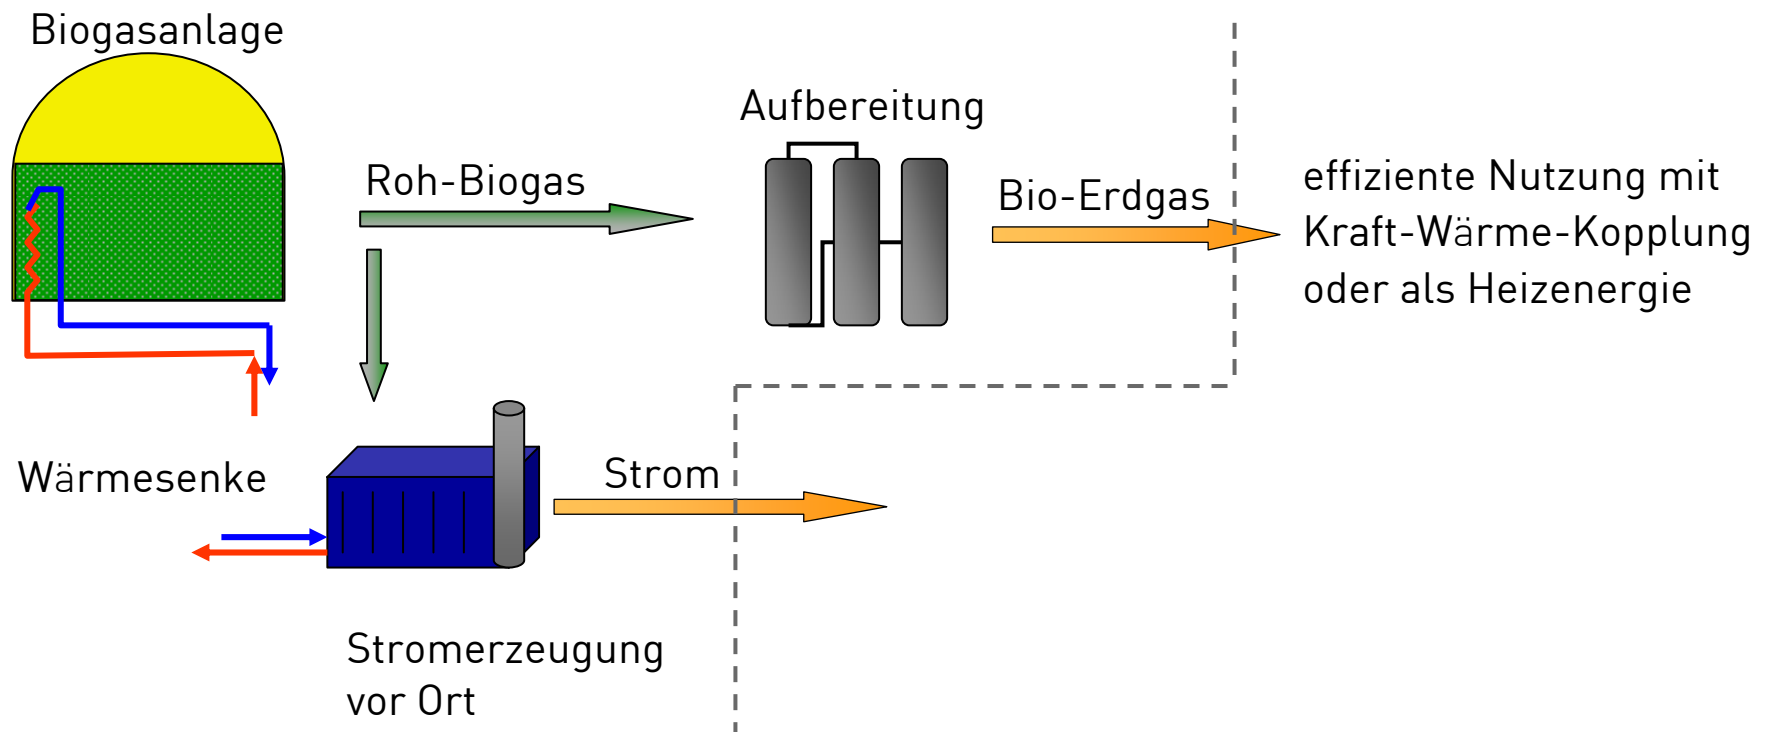 Biogasanlage
Aufbereitung
Roh-Biogas
Bio-Erdgas
effiziente Nutzung mit
Kraft-Wärme-Kopplung
oder als Heizenergie
Wärmesenke
Strom
Stromerzeugung
vor Ort